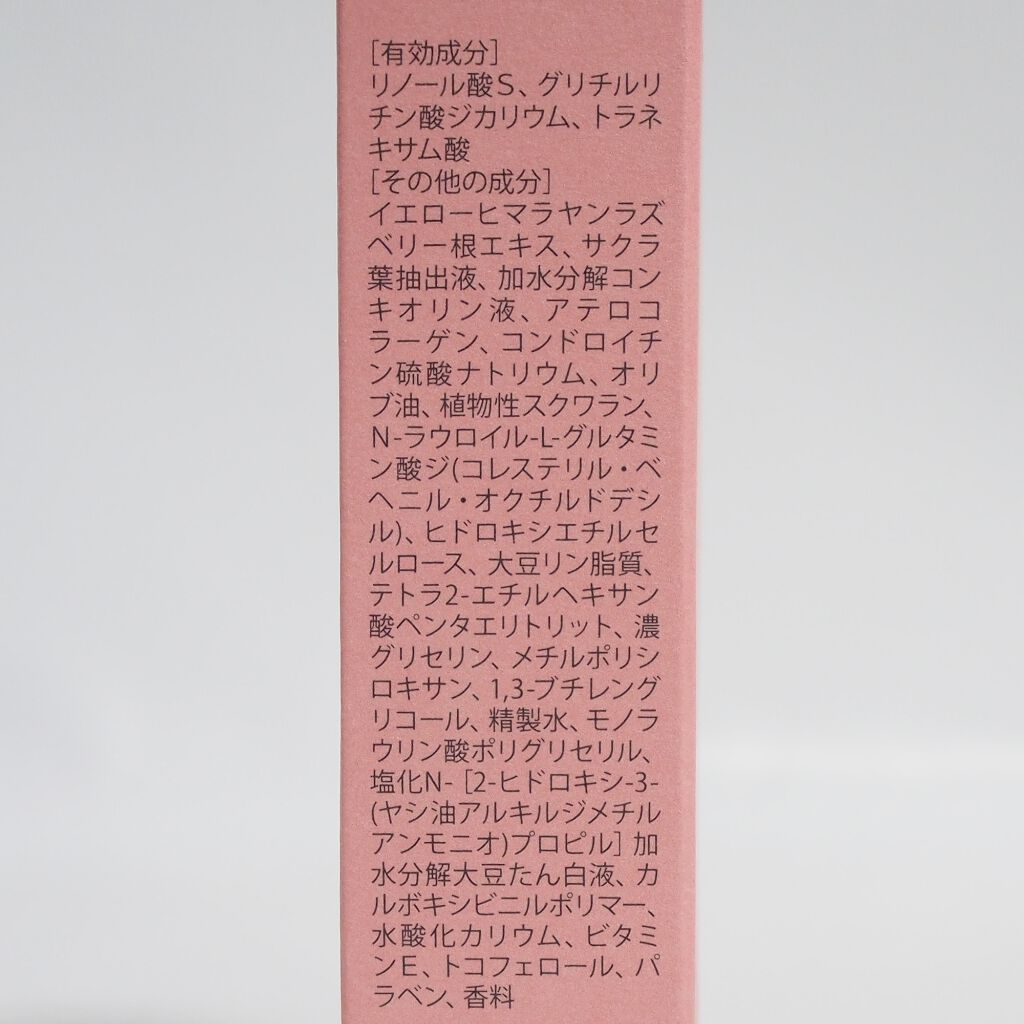 [有効成分]
リノール酸S、グリチルリ
チン酸ジカリウム、トラネ
キサム酸
[その他の成分]
イエローヒマラヤンラズ
ベリー根エキス、サクラ
葉抽出液、加水分解コン
キオリン液、アテロコ
ラーゲン、コンドロイチ
ン硫酸ナトリウム、オリ
ブ油、植物性スクワラン、
N-ラウロイル-L-グルタミ
ン酸ジ(コレステリル・ベ
ヘニル・オクチルドデシ
ル)、ヒドロキシエチルセ
ルロース、大豆リン脂質、
テトラ2-エチルヘキサン
酸ペンタエリトリット、濃
グリセリン、メチルポリシ
ロキサン、1,3-ブチレング
リコール、精製水、モノラ
ウリン酸ポリグリセリル、
塩化N-[2-ヒドロキシ-3-
(ヤシ油アルキルジメチル
アンモニオ)プロピル]加
水分解大豆たん白液、カ
ルボキシビニルポリマー、
水酸化カリウム、ビタミ
ンE、トコフェロール、パ
ラベン、香料